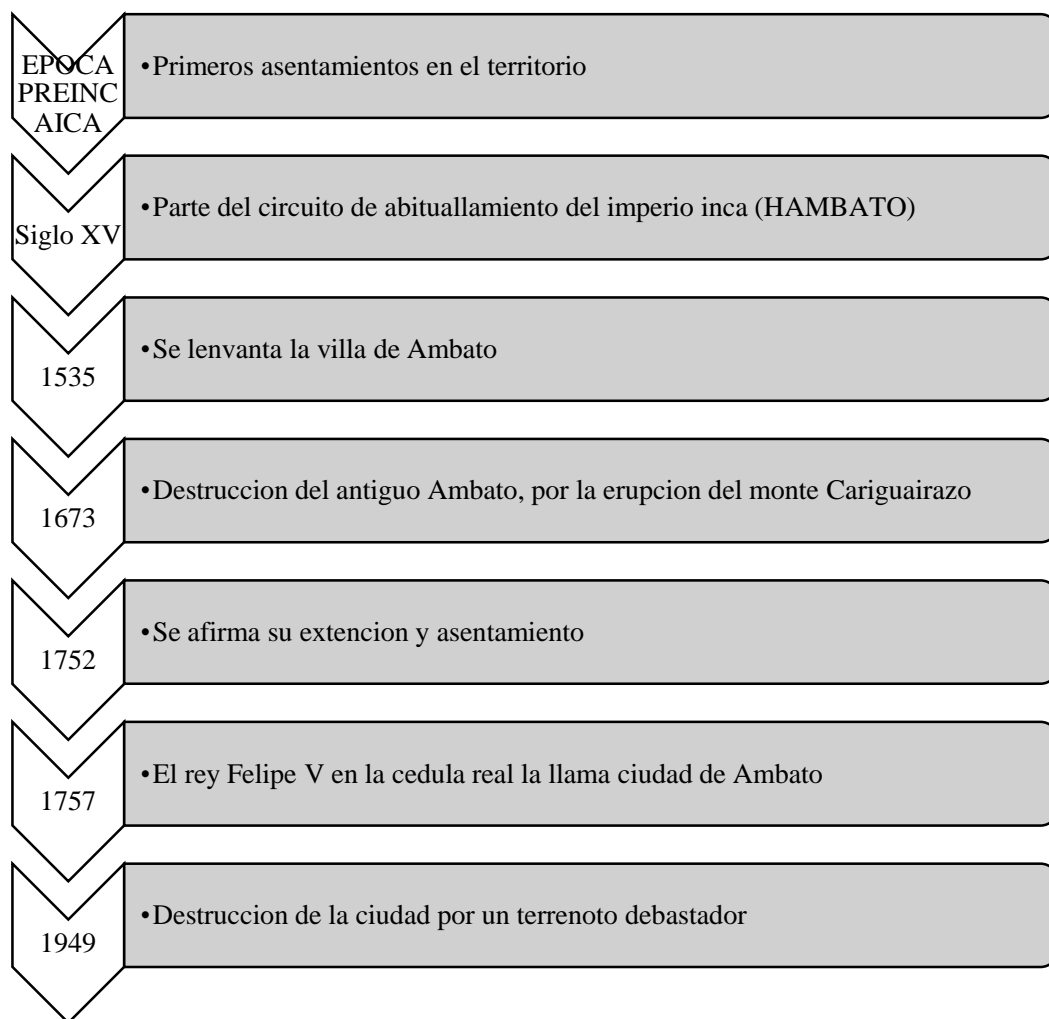 EPOCA
PREINC
AICA
•Primeros asentamientos en el territorio
Siglo XV
•Parte del circuito de abituallamiento del imperio inca (HAMBATO)
1535
•Se lenvanta la villa de Ambato
1673
•Destruccion del antiguo Ambato, por la erupcion del monte Cariguairazo
1752
•Se afirma su extencion y asentamiento
1757
•El rey Felipe V en la cedula real la llama ciudad de Ambato
1949
•Destruccion de la ciudad por un terrenoto debastador